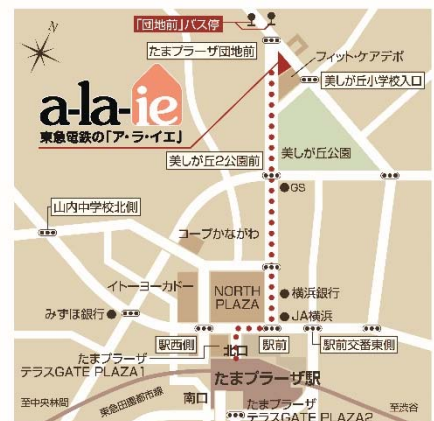 「団地前」バス停
たまプラーザ団地前
フィット・ケアデポ
美しが丘小学校入口
a-la-ie
東急電鉄の「ア・ラ・イエ」
美しが丘2公園前
美しが丘公園
GS
山内中学校北側
コープかながわ
イトーヨーカドー
NORTH
PLAZA
横浜銀行
みずほ銀行
JA横浜
駅西側
北口
駅前
駅前交番東側
たまプラーザ
テラスGATE PLAZA1
たまプラーザ駅
南口
至中央林間
東急田園都市線
至渋谷
たまプラーザ
テラスGATE PLAZA2